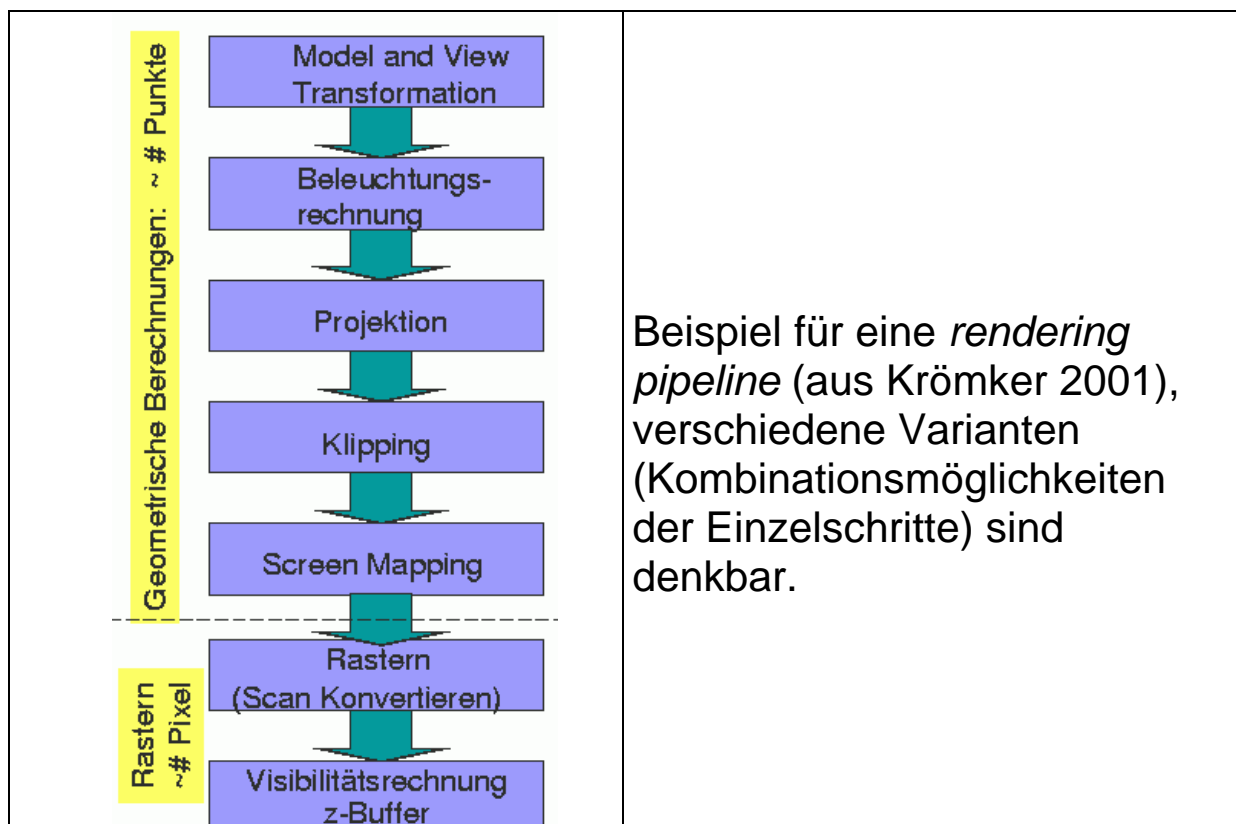 Geometrische Berechnungen: ~ # Punkte
Model and View
Transformation
Beleuchtungs-
rechnung
Projektion
Klipping
Screen Mapping
Rastern
~# Pixel
Rastern
(Scan Konvertieren)
Visibilitätsrechnung
z-Buffer
Beispiel für eine rendering
pipeline (aus Krömker 2001),
verschiedene Varianten
(Kombinationsmöglichkeiten
der Einzelschritte) sind
denkbar.